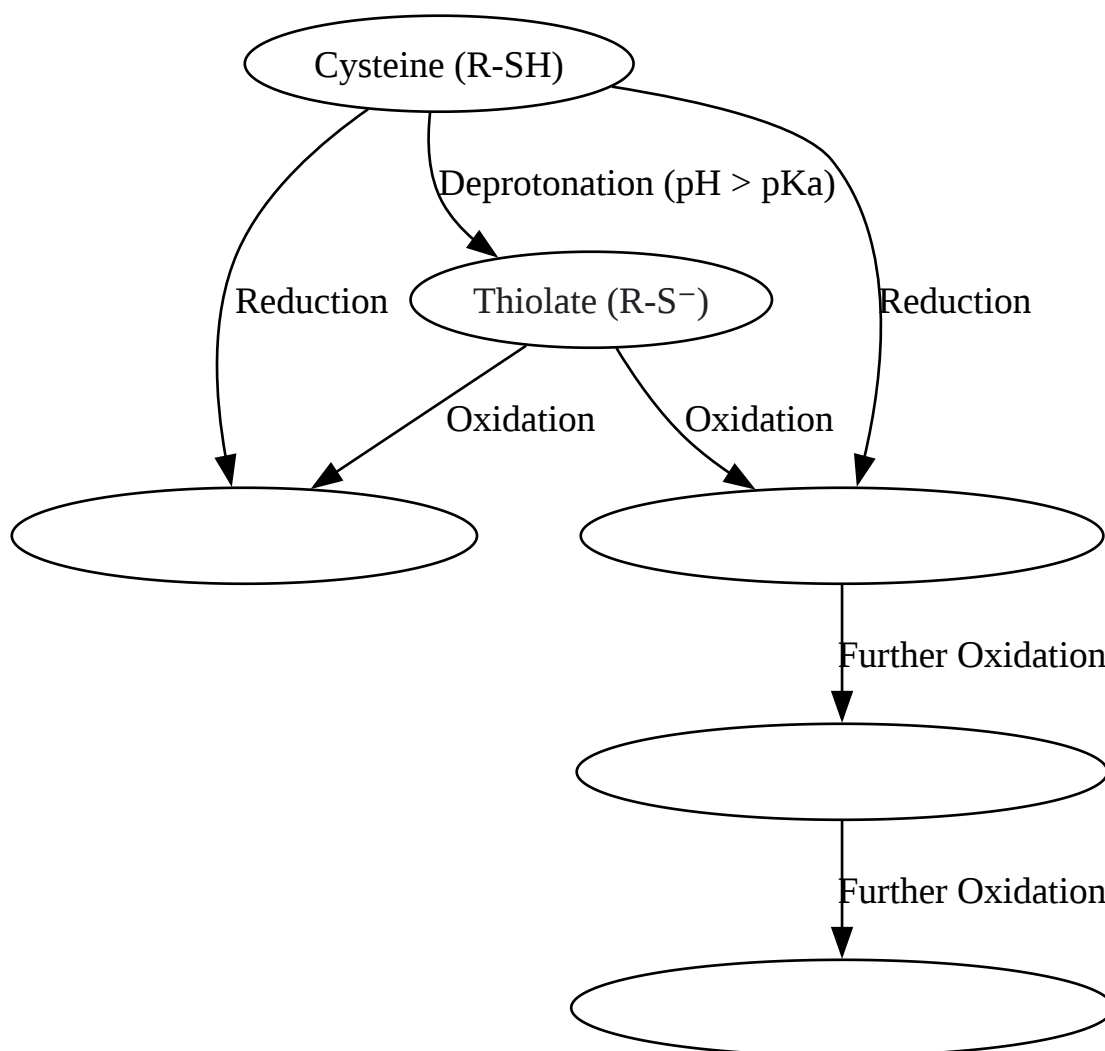 Cysteine (R-SH)
Deprotonation (pH > pKa)
Reduction
Thiolate (R-S⁻)
Reduction
Oxidation
Oxidation
Further Oxidation
Further Oxidation